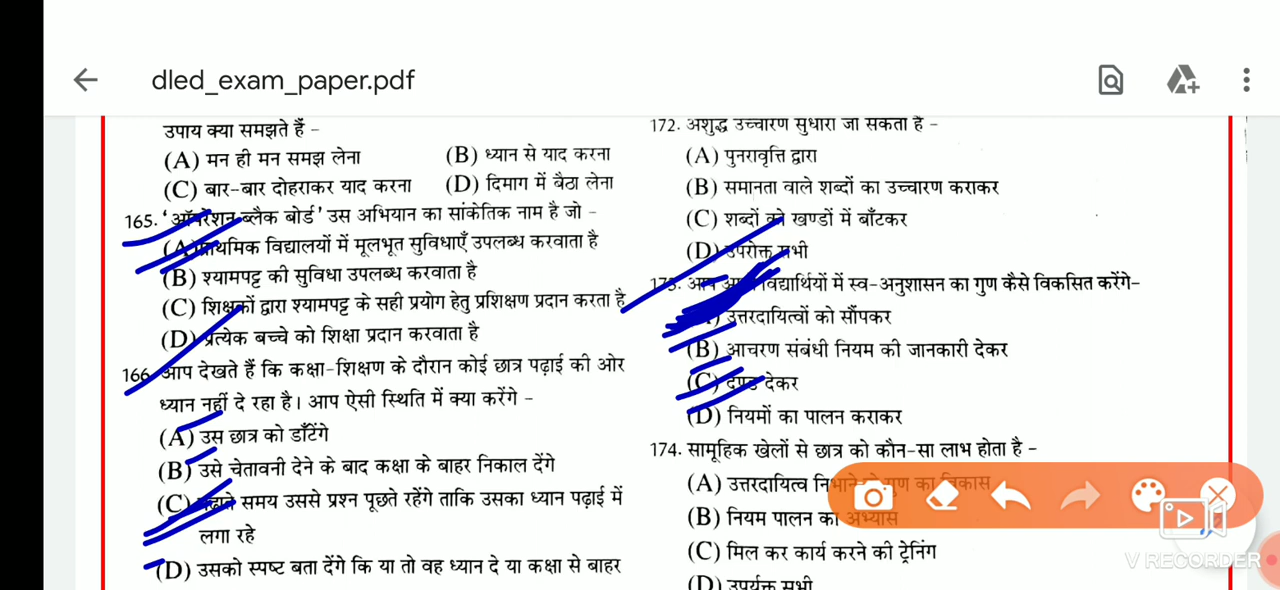 dled_exam_paper.pdf
उपाय क्या समझते हैं -
(A) मन ही मन समझ लेना (B) ध्यान से याद करना
(C) बार-बार दोहराकर याद करना (D) दिमाग में बैठा लेना
165. 'ऑपरेशन ब्लैक बोर्ड' उस अभियान का सांकेतिक नाम है जो -
(A) प्राथमिक विद्यालयों में मूलभूत सुविधाएँ उपलब्ध करवाता है
(B) श्यामपट्ट की सुविधा उपलब्ध करवाता है
(C) शिक्षकों द्वारा श्यामपट्ट के सही प्रयोग हेतु प्रशिक्षण प्रदान करता है
(D) प्रत्येक बच्चे को शिक्षा प्रदान करवाता है
166. आप देखते हैं कि कक्षा-शिक्षण के दौरान कोई छात्र पढ़ाई की ओर
ध्यान नहीं दे रहा है। आप ऐसी स्थिति में क्या करेंगे -
(A) उस छात्र को डाँटेंगे
(B) उसे चेतावनी देने के बाद कक्षा के बाहर निकाल देंगे
(C) पढ़ाते समय उससे प्रश्न पूछते रहेंगे ताकि उसका ध्यान पढ़ाई में
लगा रहे
(D) उसको स्पष्ट बता देंगे कि या तो वह ध्यान दे या कक्षा से बाहर
172. अशुद्ध उच्चारण सुधारा जा सकता है -
(A) पुनरावृत्ति द्वारा
(B) समानता वाले शब्दों का उच्चारण कराकर
(C) शब्दों को खण्डों में बाँटकर
(D) उपरोक्त सभी
173. आप अपने विद्यार्थियों में स्व-अनुशासन का गुण कैसे विकसित करेंगे-
उत्तरदायित्वों को सौंपकर
(B) आचरण संबंधी नियम की जानकारी देकर
(C) दण्ड देकर
(D) नियमों का पालन कराकर
174. सामूहिक खेलों से छात्र को कौन-सा लाभ होता है -
(A) उत्तरदायित्व निभाने के गुण का विकास
(B) नियम पालन का अभ्यास
(C) मिल कर कार्य करने की ट्रेनिंग
(D) उपर्युक्त सभी
V RECORDER